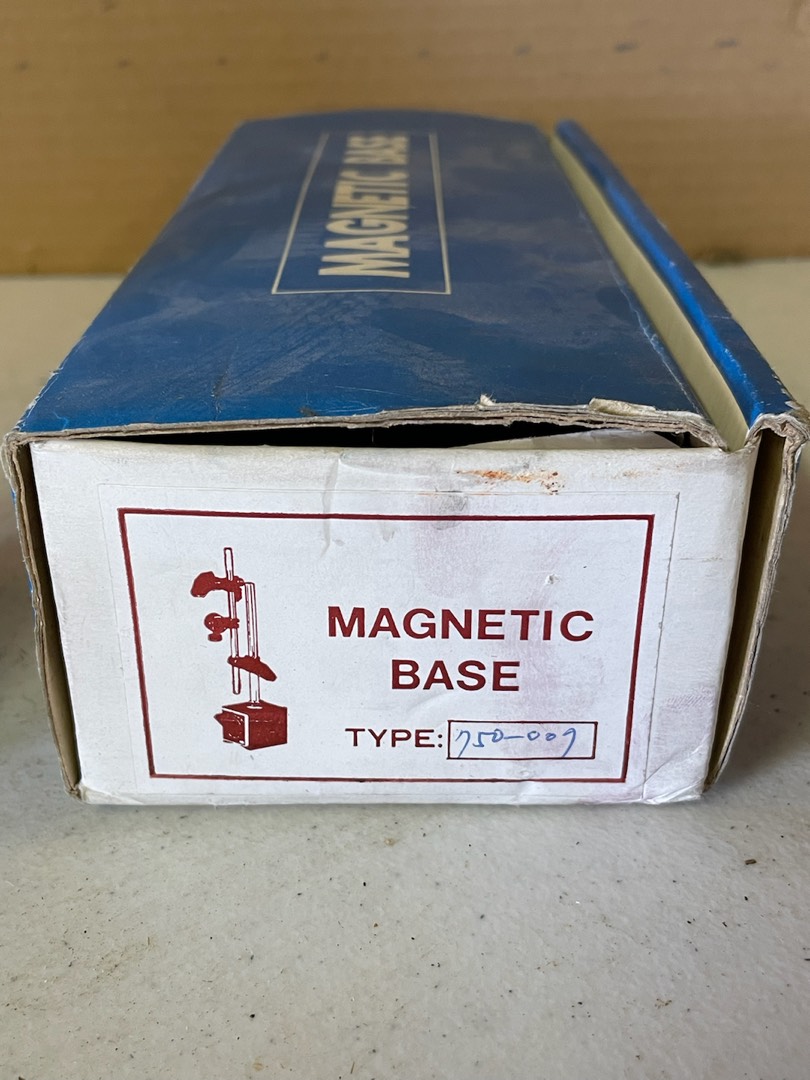 MAGNETIC BASE
MAGNETIC
BASE
TYPE: 750-009